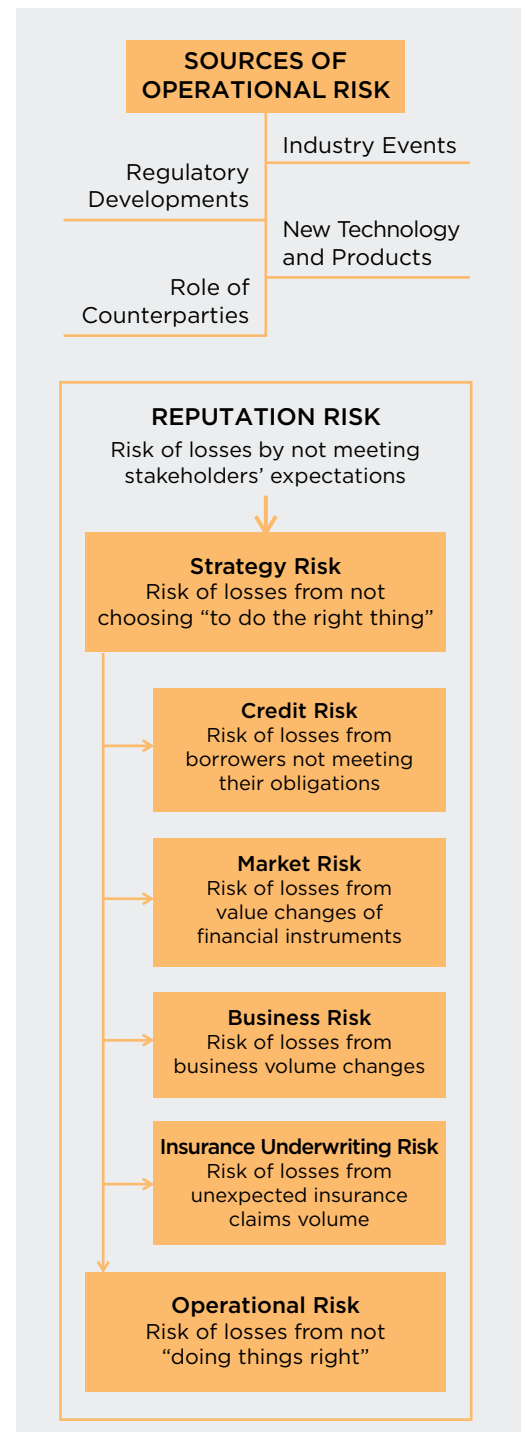 SOURCES OF
OPERATIONAL RISK
Industry Events
Regulatory
Developments
New Technology
and Products
Role of
Counterparties
REPUTATION RISK
Risk of losses by not meeting
stakeholders’ expectations
Strategy Risk
Risk of losses from not
choosing “to do the right thing”
Credit Risk
Risk of losses from
borrowers not meeting
their obligations
Market Risk
Risk of losses from
value changes of
financial instruments
Business Risk
Risk of losses from
business volume changes
Insurance Underwriting Risk
Risk of losses from
unexpected insurance
claims volume
Operational Risk
Risk of losses from not
“doing things right”